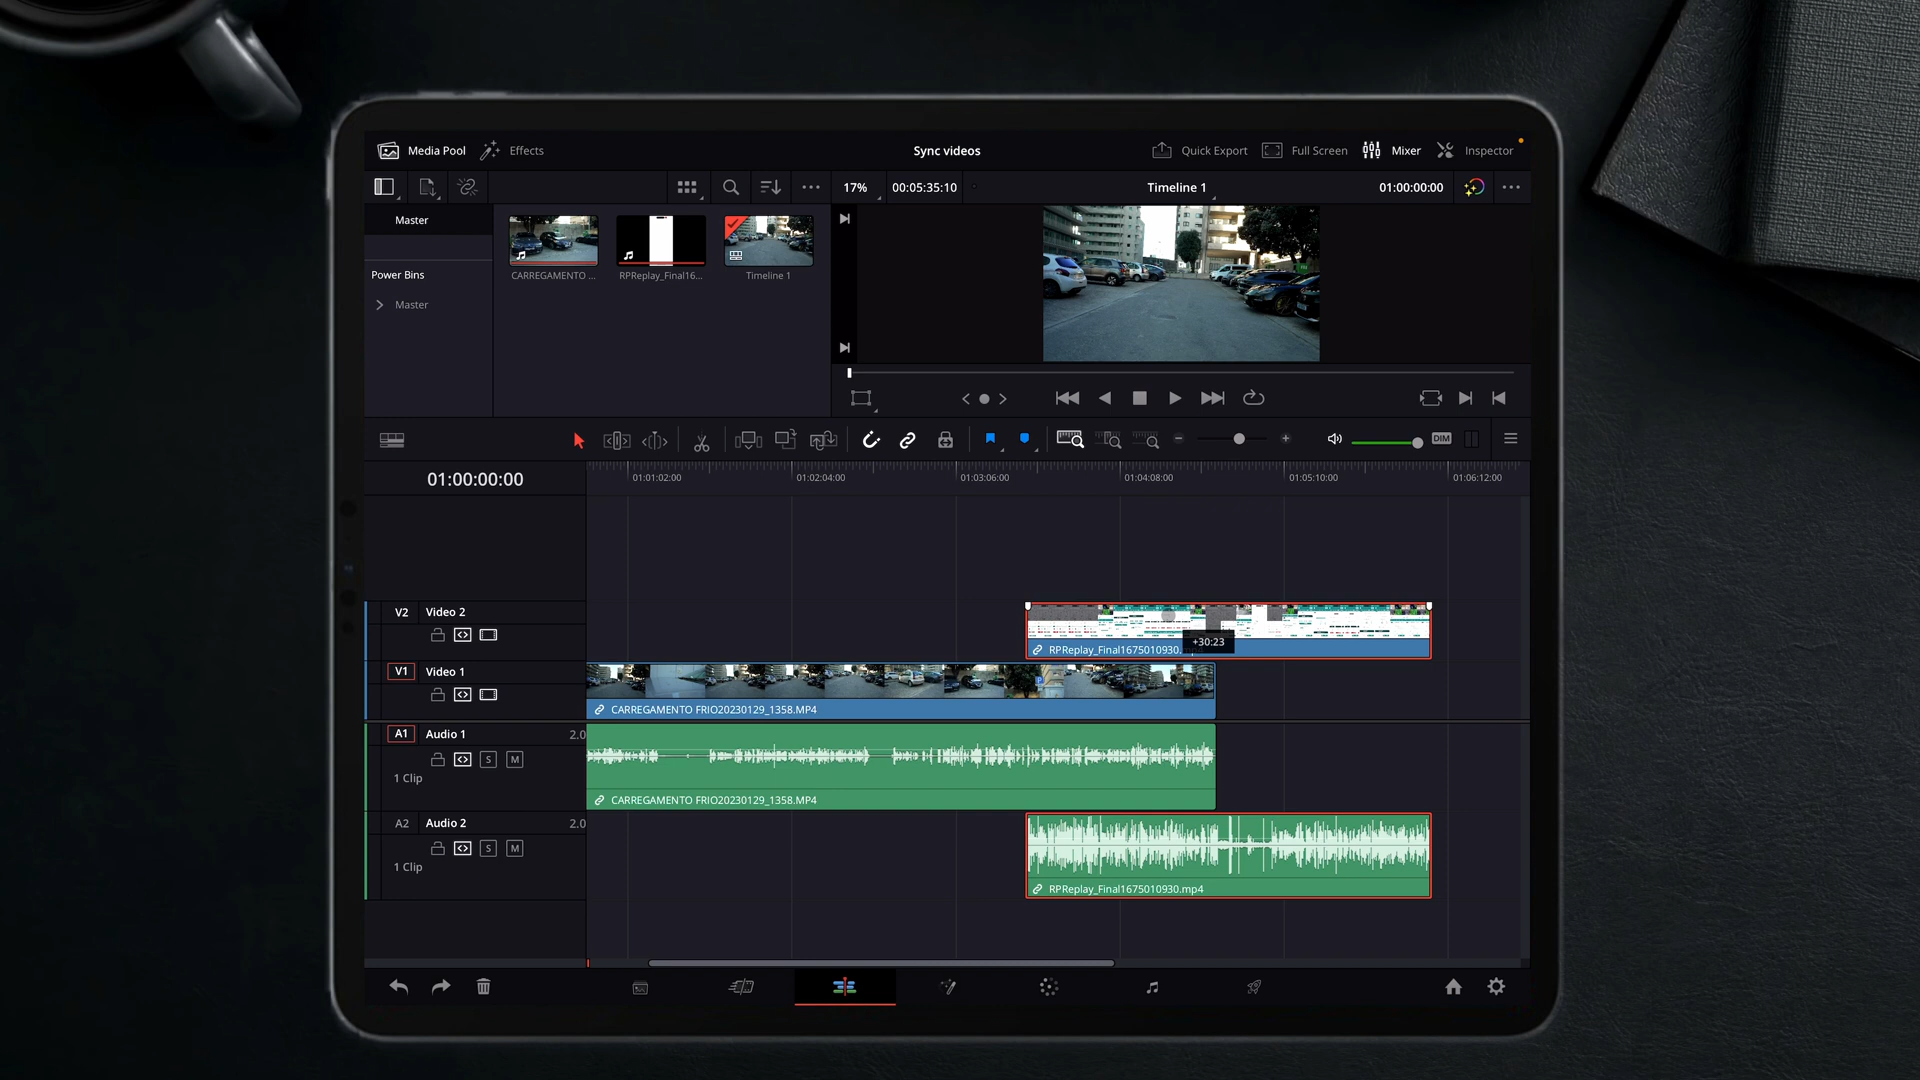 Media Pool
Effects
Sync videos
Quick Export
Full Screen
Mixer
Inspector
17%
00:05:35:10
Timeline 1
01:00:00:00
Master
Power Bins
Master
CARREGAMENTO ...
RPReplay_Final16...
Timeline 1
DIM
01:00:00:00
01:01:02:00
01:02:04:00
01:03:06:00
01:04:08:00
01:05:10:00
01:06:12:00
V2 Video 2
+30:23
RPReplay_Final1675010930.
V1 Video 1
CARREGAMENTO FRIO20230129_1358.MP4
A1 Audio 1 2.0
S M
1 Clip
CARREGAMENTO FRIO20230129_1358.MP4
A2 Audio 2 2.0
S M
1 Clip
RPReplay_Final1675010930.mp4